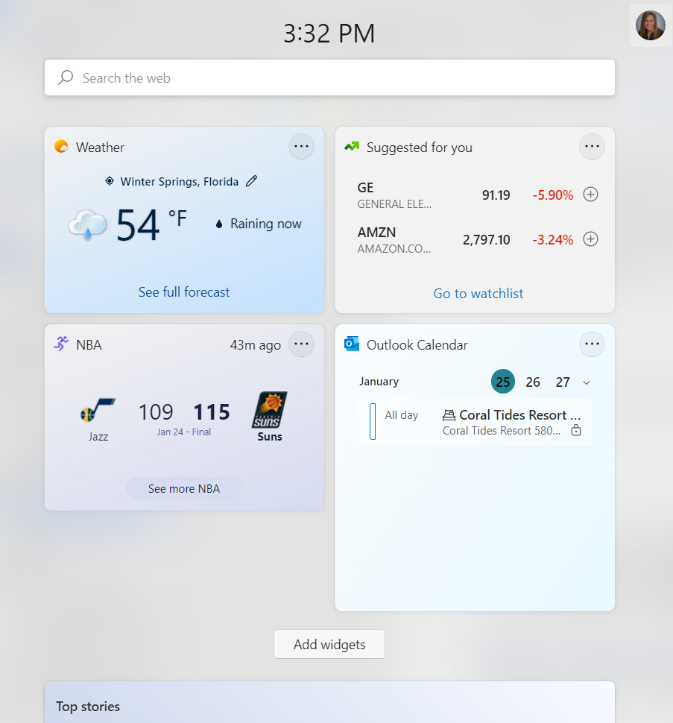 3:32 PM
Search the web
Weather
Winter Springs, Florida
54 °F
Raining now
See full forecast
Suggested for you
GE 91.19 -5.90%
GENERAL ELE...
AMZN 2,797.10 -3.24%
AMAZON.CO...
Go to watchlist
NBA 43m ago
109 115
Jan 24 - Final
Jazz Suns
See more NBA
Outlook Calendar
January 25 26 27
All day Coral Tides Resort ...
Coral Tides Resort 580...
Add widgets
Top stories